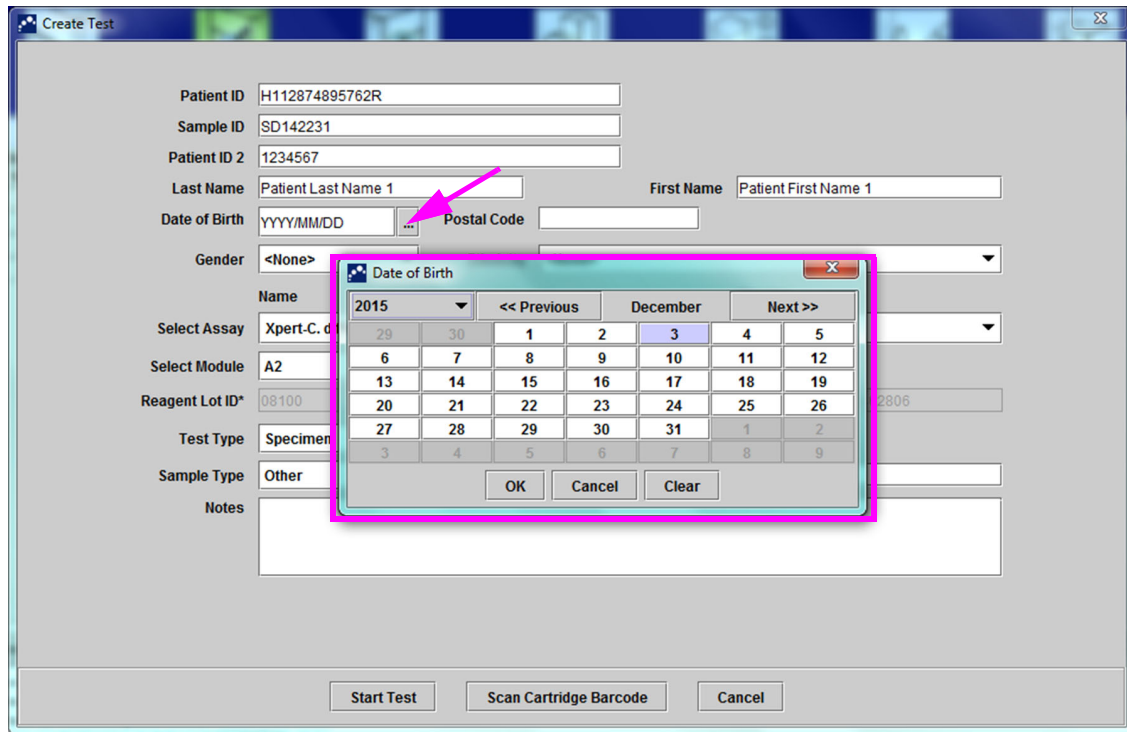 Create Test
Patient ID H112874895762R
Sample ID SD142231
Patient ID 2 1234567
Last Name Patient Last Name 1 First Name Patient First Name 1
Date of Birth YYYY/MM/DD ... Postal Code
Gender <None>
Date of Birth
Name
2015 << Previous December Next >>
Select Assay Xpert-C. d
29 30 1 2 3 4 5
6 7 8 9 10 11 12
Select Module A2
13 14 15 16 17 18 19
Reagent Lot ID* 08100 2806
20 21 22 23 24 25 26
27 28 29 30 31 1 2
Test Type Specimen
3 4 5 6 7 8 9
Sample Type Other
OK Cancel Clear
Notes
Start Test Scan Cartridge Barcode Cancel